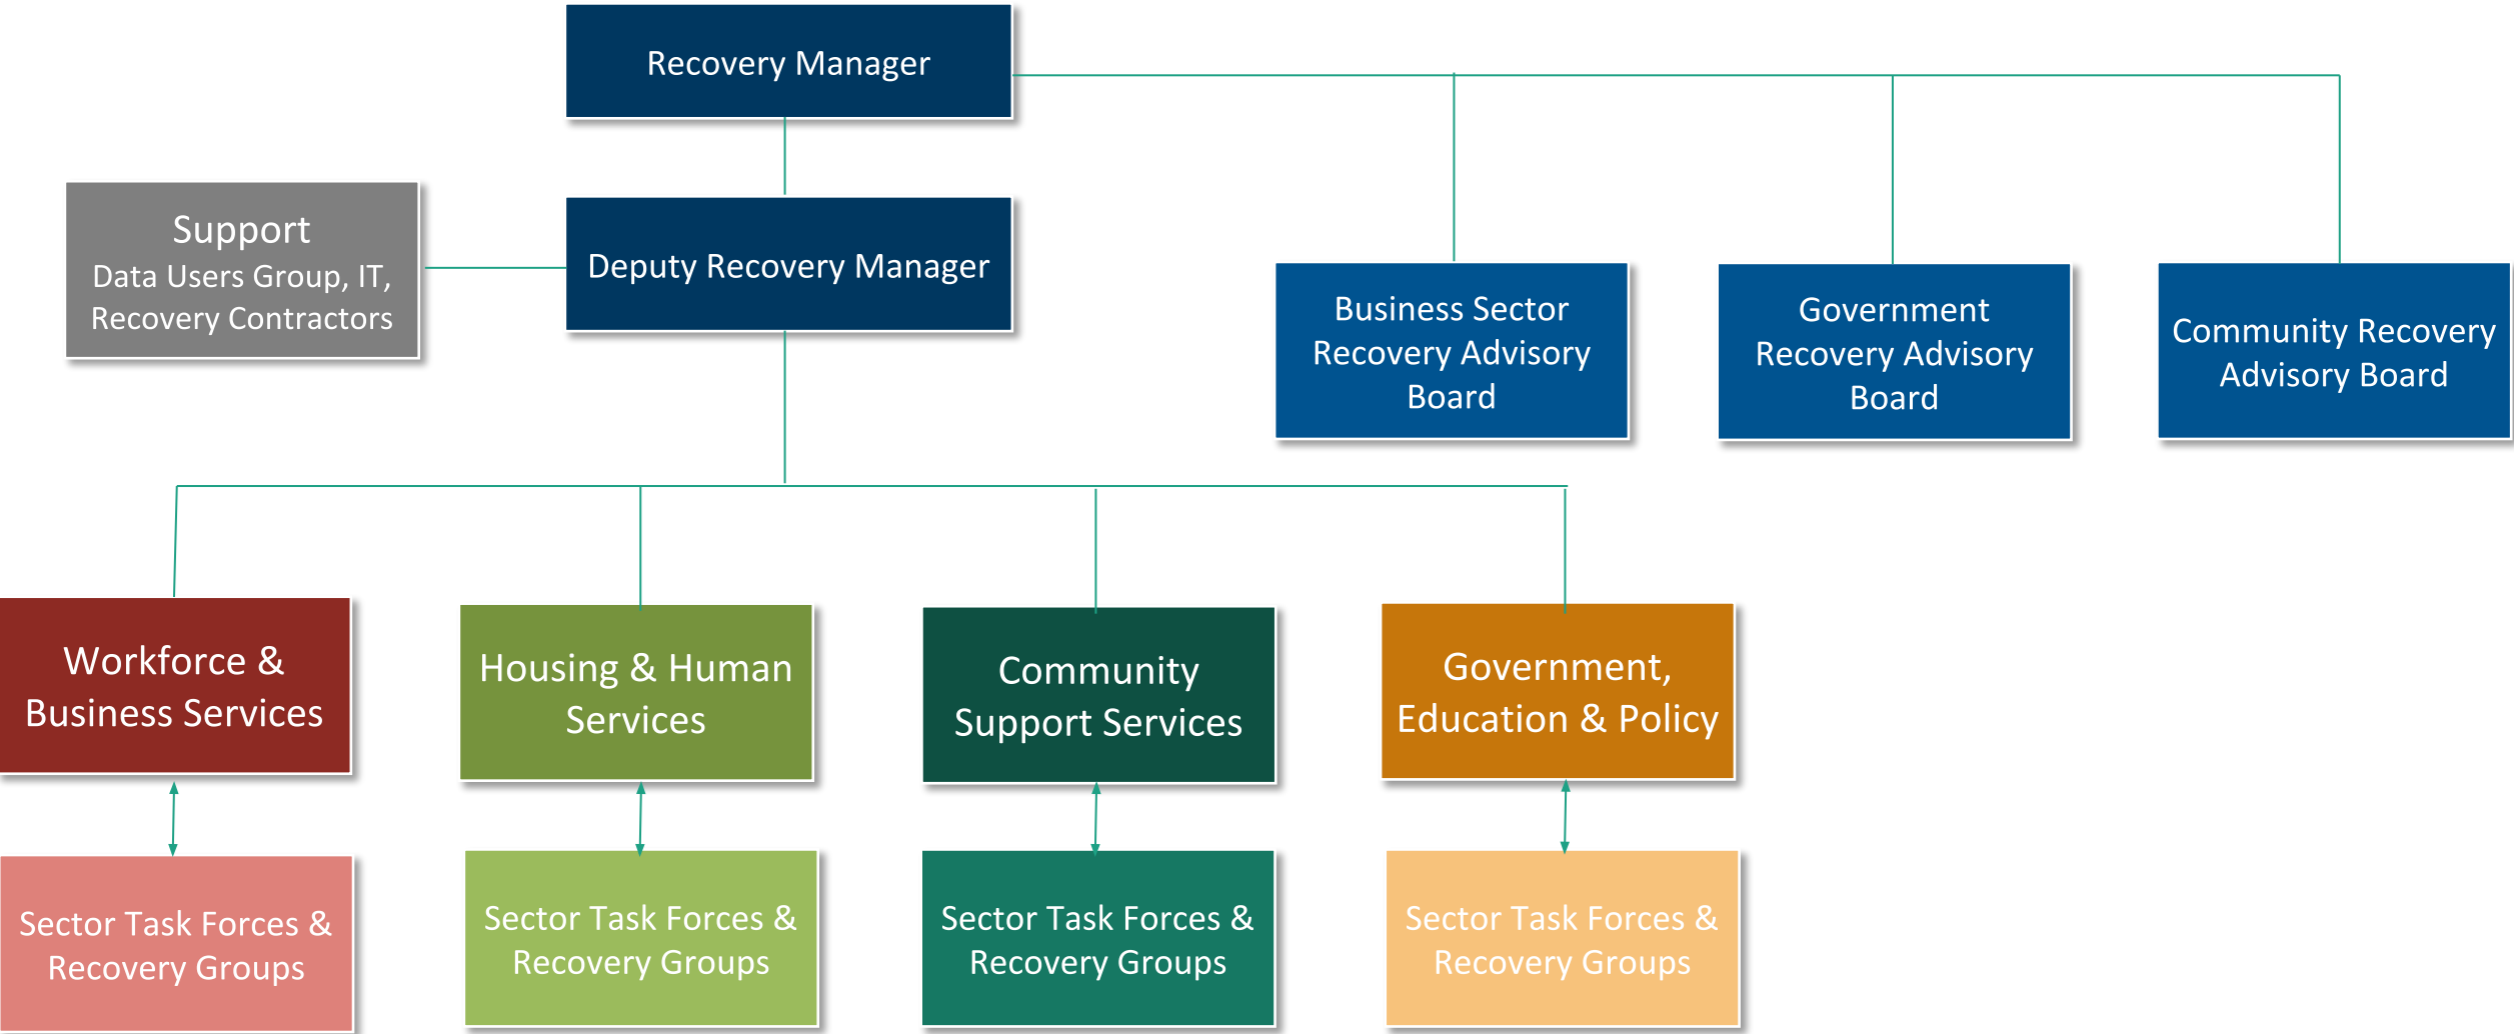 Recovery Manager
Support
Data Users Group, IT,
Recovery Contractors
Deputy Recovery Manager
Business Sector
Recovery Advisory
Board
Government
Recovery Advisory
Board
Community Recovery
Advisory Board
Workforce &
Business Services
Housing & Human
Services
Community
Support Services
Government,
Education & Policy
Sector Task Forces &
Recovery Groups
Sector Task Forces &
Recovery Groups
Sector Task Forces &
Recovery Groups
Sector Task Forces &
Recovery Groups